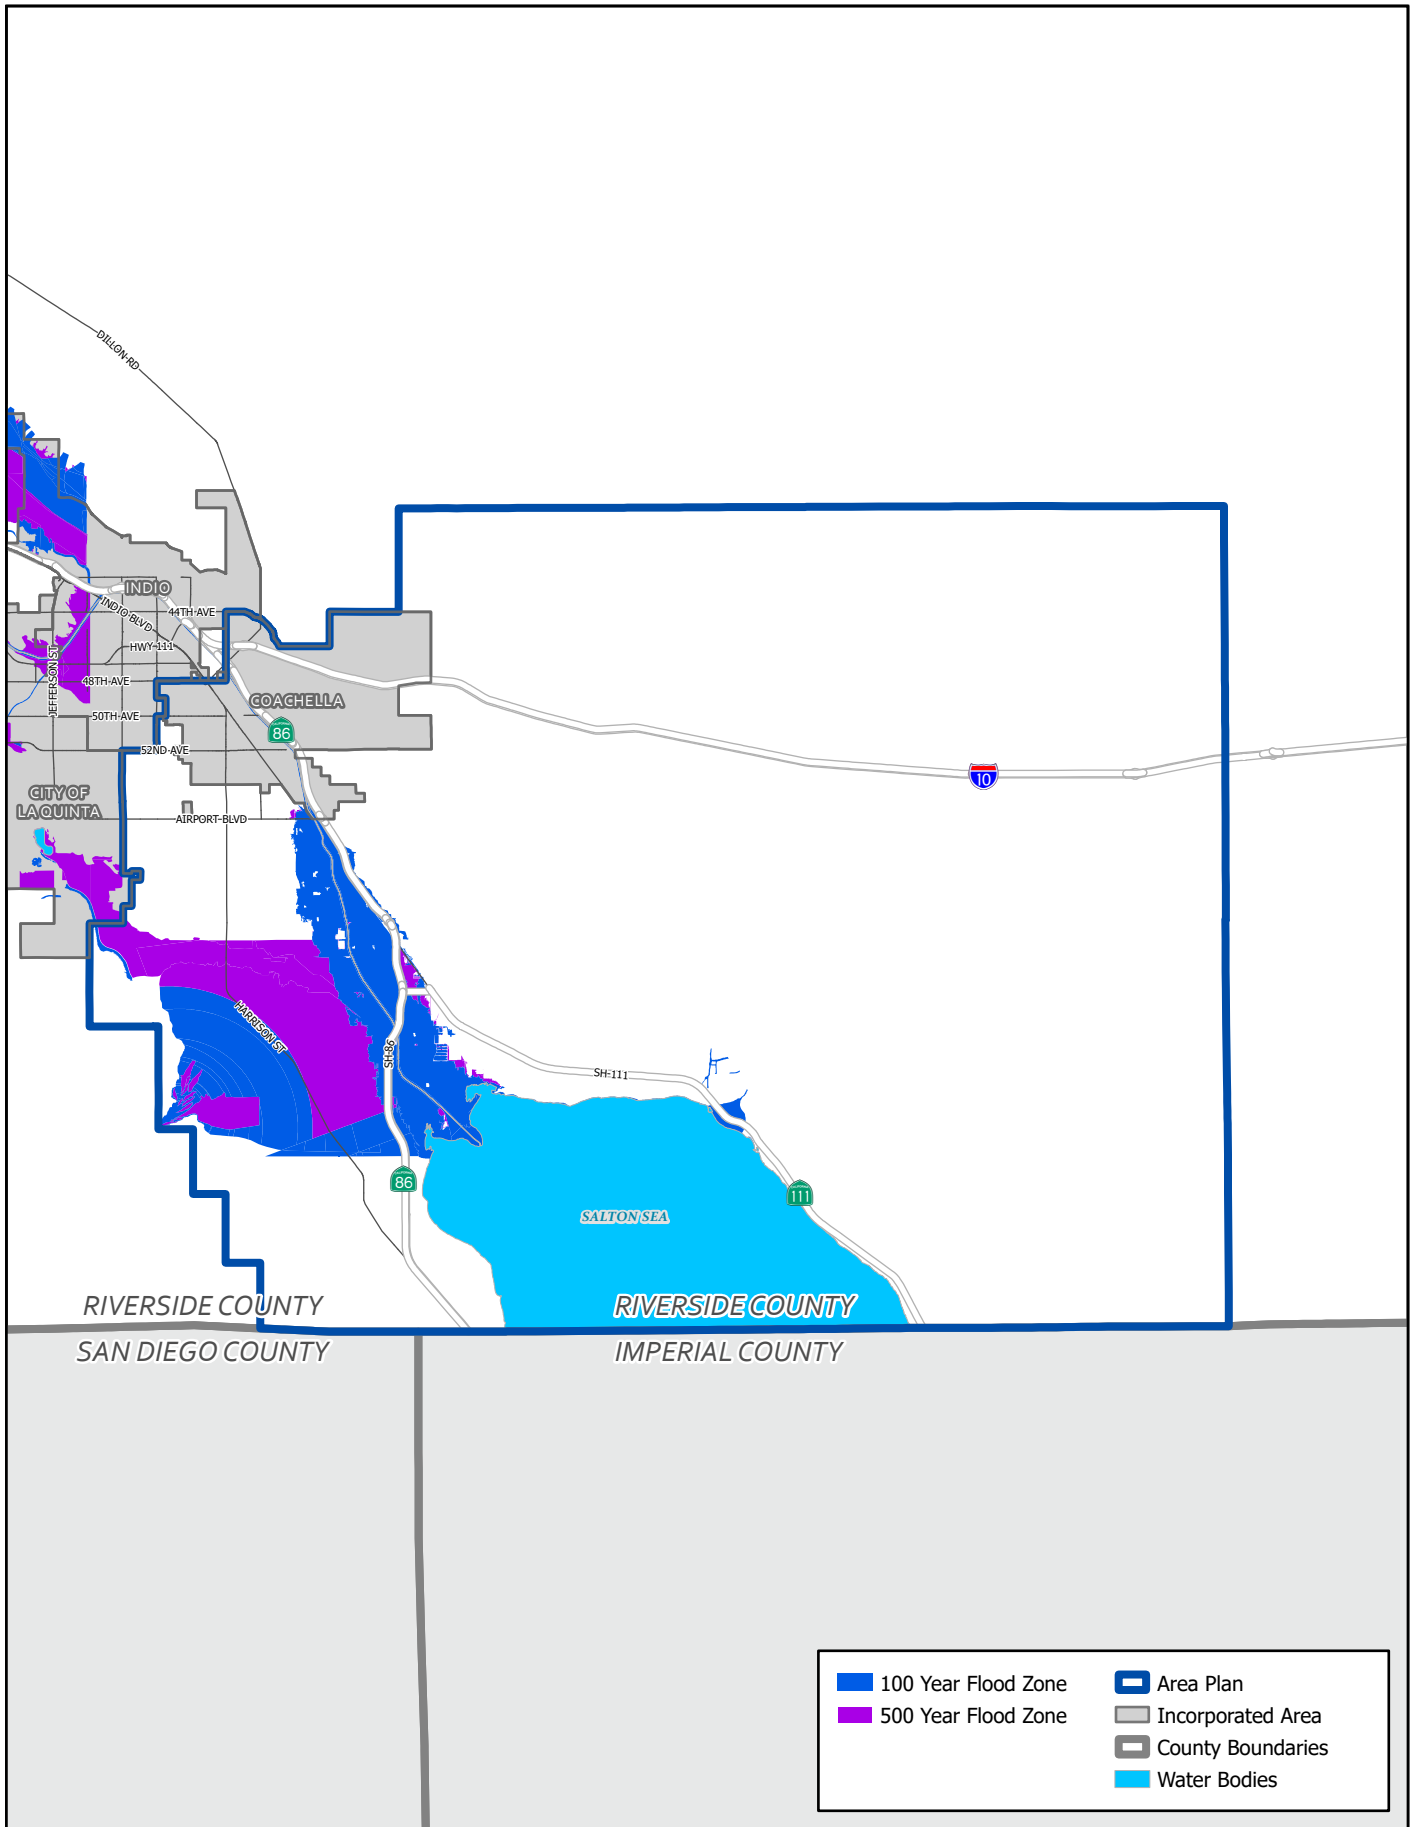 DILLON RD
INDIO
INDIO BLVD
44TH AVE
HWY 111
JEFFERSON ST
48TH AVE
COACHELLA
50TH AVE
86
52ND AVE
10
CITY OF
LA QUINTA
AIRPORT BLVD
HARRISON ST
SH-86
SH-111
86
111
SALTON SEA
RIVERSIDE COUNTY
RIVERSIDE COUNTY
SAN DIEGO COUNTY
IMPERIAL COUNTY
100 Year Flood Zone
500 Year Flood Zone
Area Plan
Incorporated Area
County Boundaries
Water Bodies